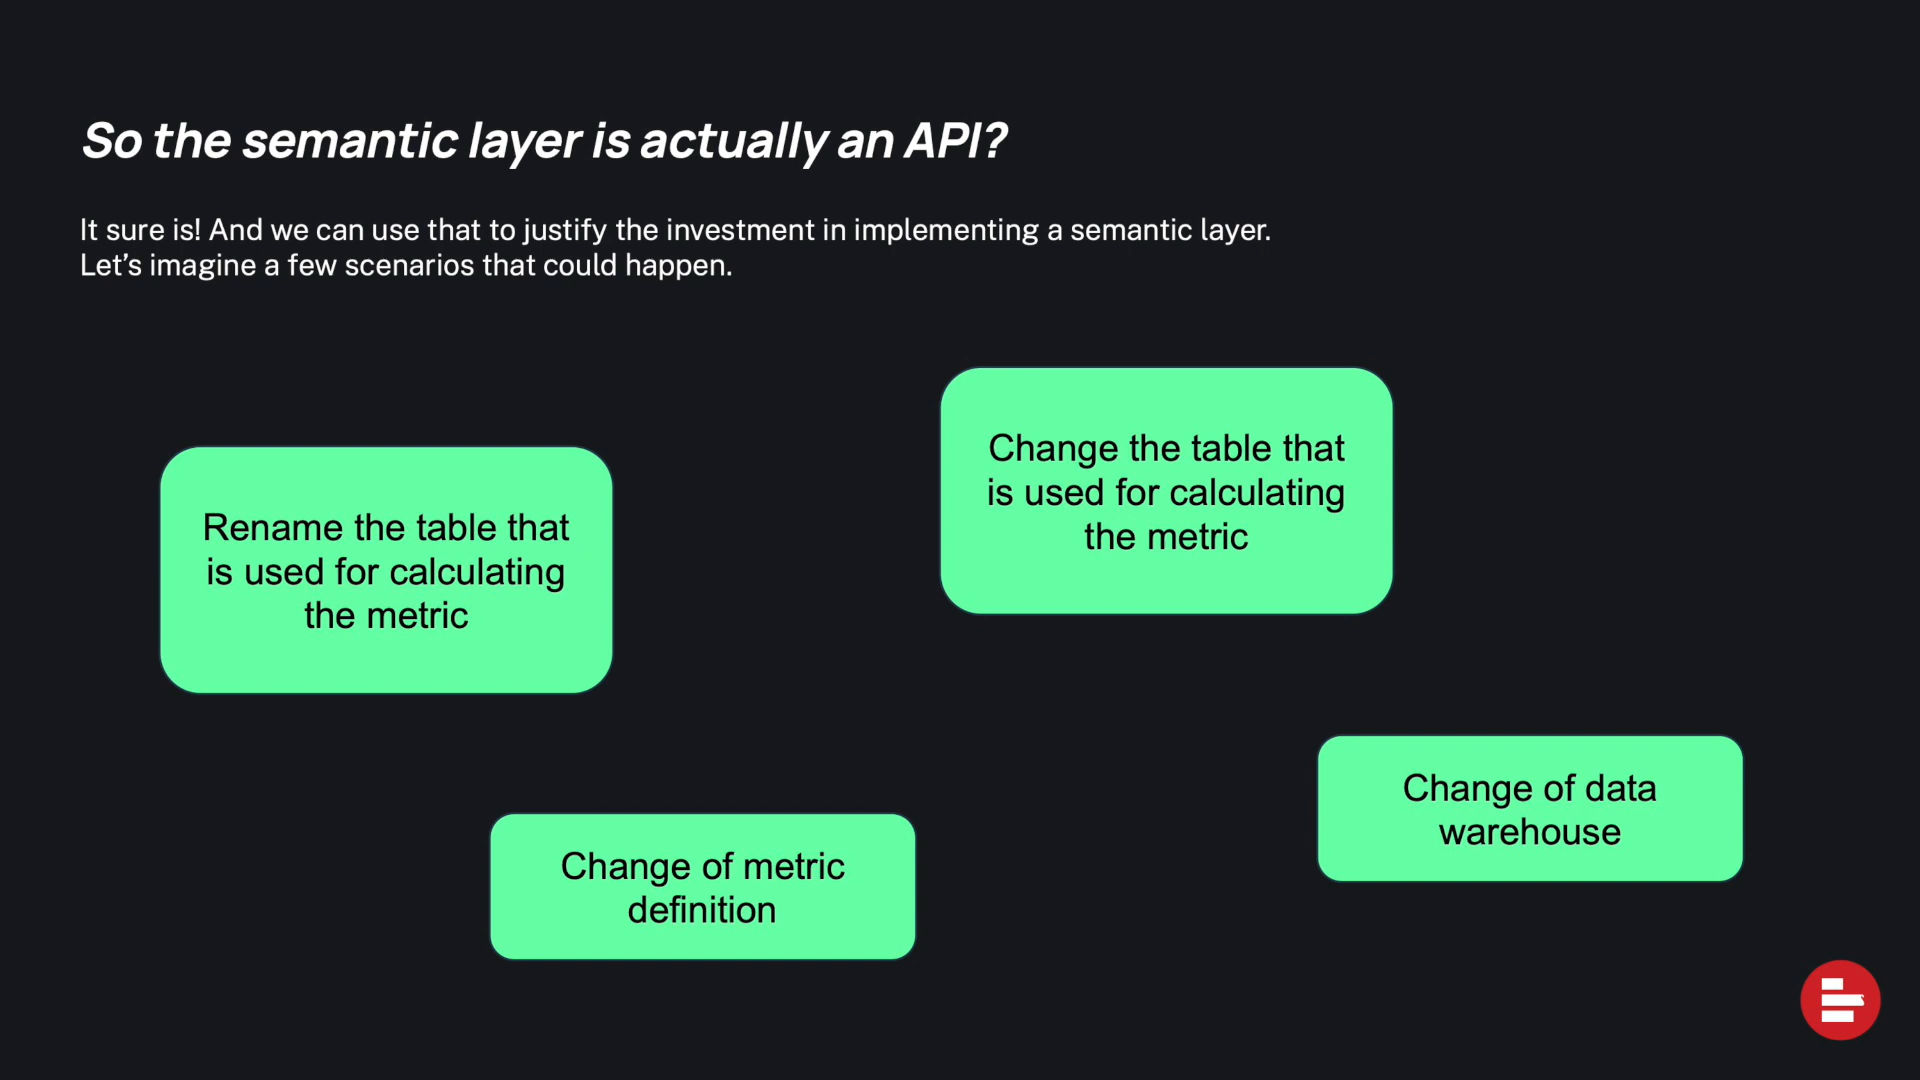 So the semantic layer is actually an API?
It sure is! And we can use that to justify the investment in implementing a semantic layer.
Let’s imagine a few scenarios that could happen.
Rename the table that
is used for calculating
the metric
Change the table that
is used for calculating
the metric
Change of metric
definition
Change of data
warehouse